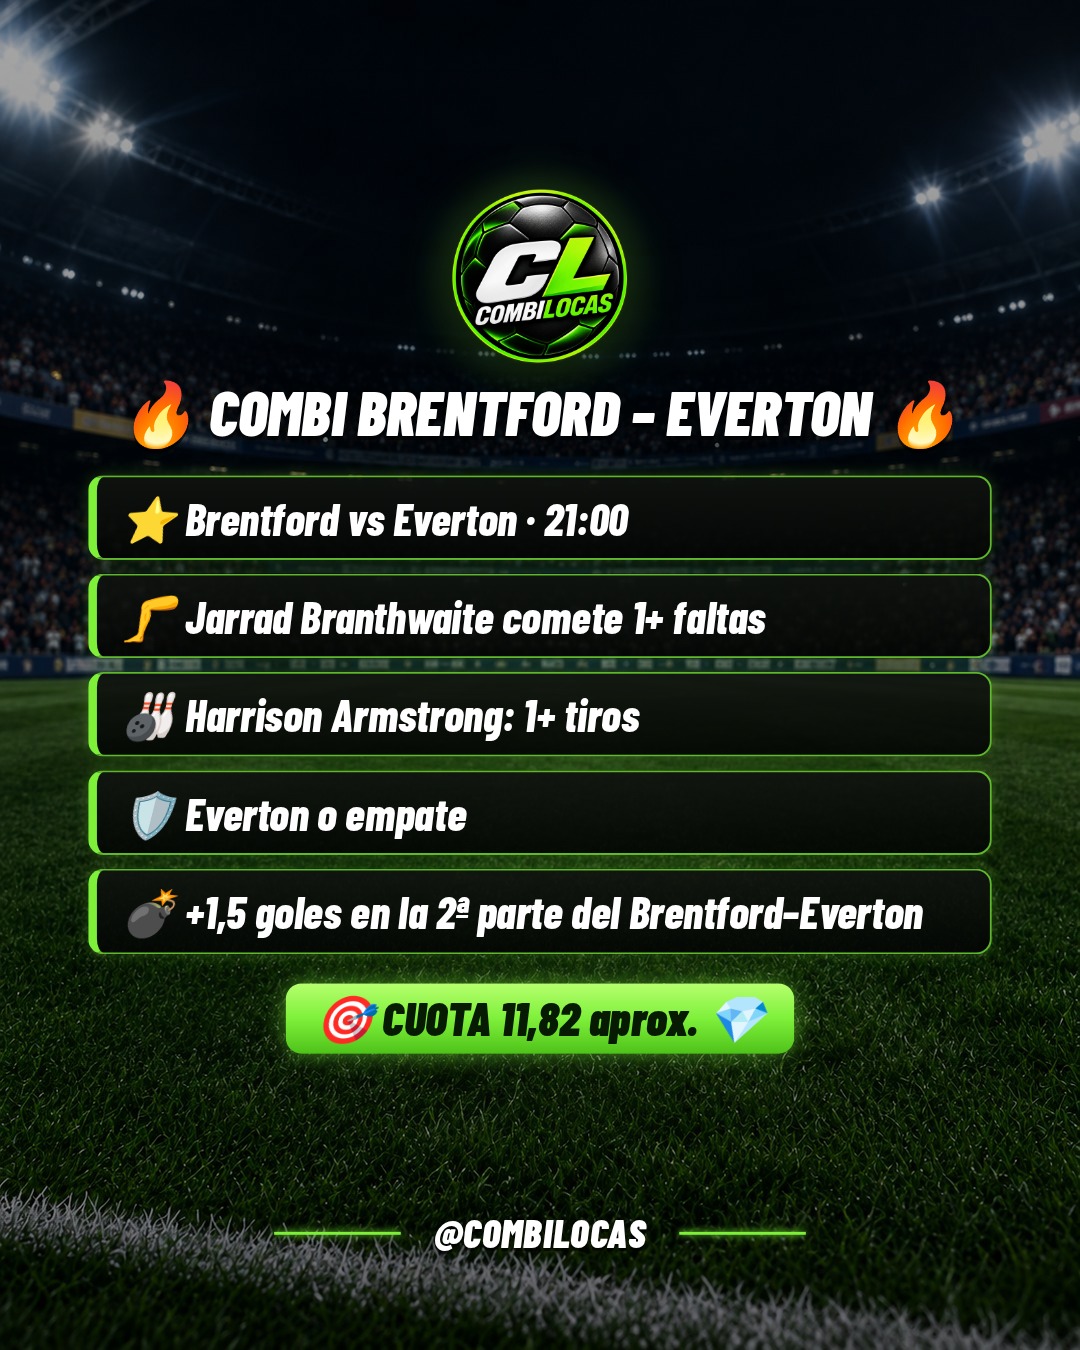 CL
COMBILOCAS
🔥 COMBI BRENTFORD - EVERTON 🔥
⭐ Brentford vs Everton · 21:00
🦵 Jarrad Branthwaite comete 1+ faltas
🎳 Harrison Armstrong: 1+ tiros
🛡️ Everton o empate
💣 +1,5 goles en la 2ª parte del Brentford-Everton
🎯 CUOTA 11,82 aprox. 💎
@COMBILOCAS